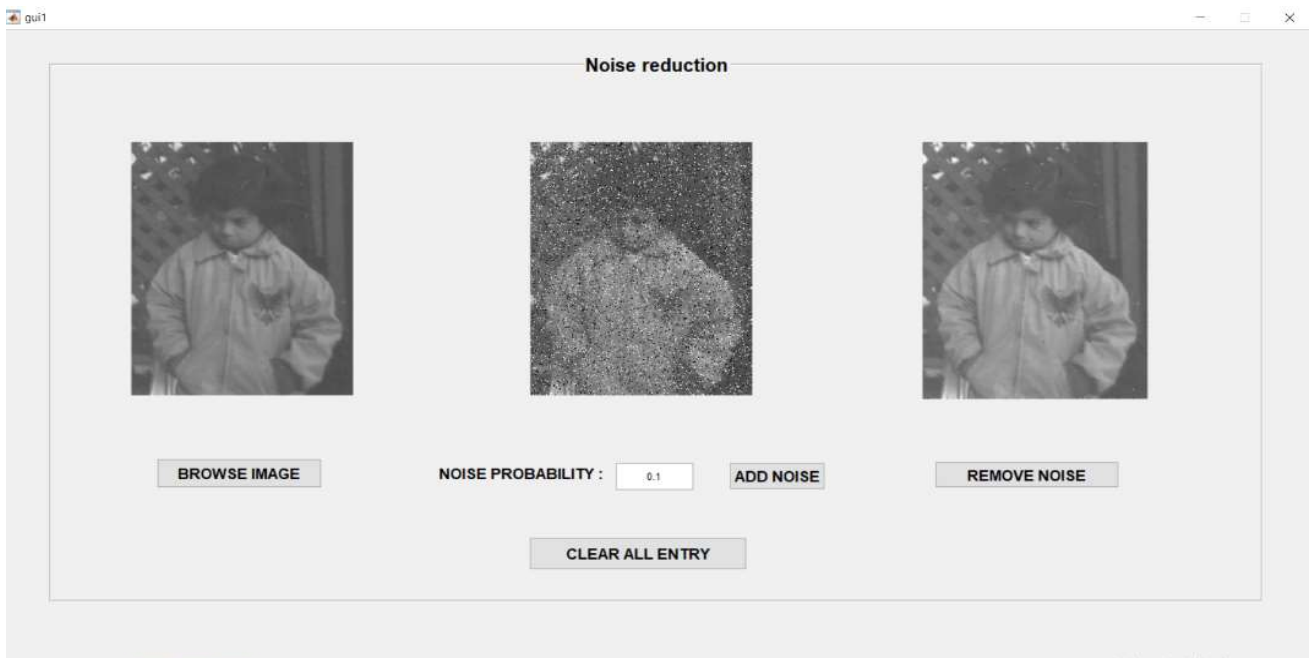 gui1
Noise reduction
BROWSE IMAGE
NOISE PROBABILITY :
0.1
ADD NOISE
REMOVE NOISE
CLEAR ALL ENTRY